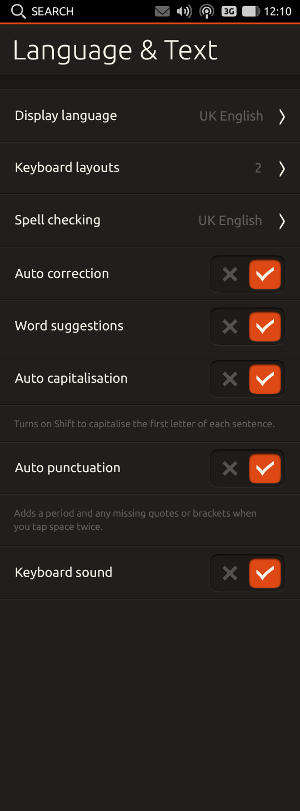 SEARCH 3G 12:10
Language & Text
Display language UK English
Keyboard layouts 2
Spell checking UK English
Auto correction
Word suggestions
Auto capitalisation
Turns on Shift to capitalise the first letter of each sentence.
Auto punctuation
Adds a period and any missing quotes or brackets when
you tap space twice.
Keyboard sound